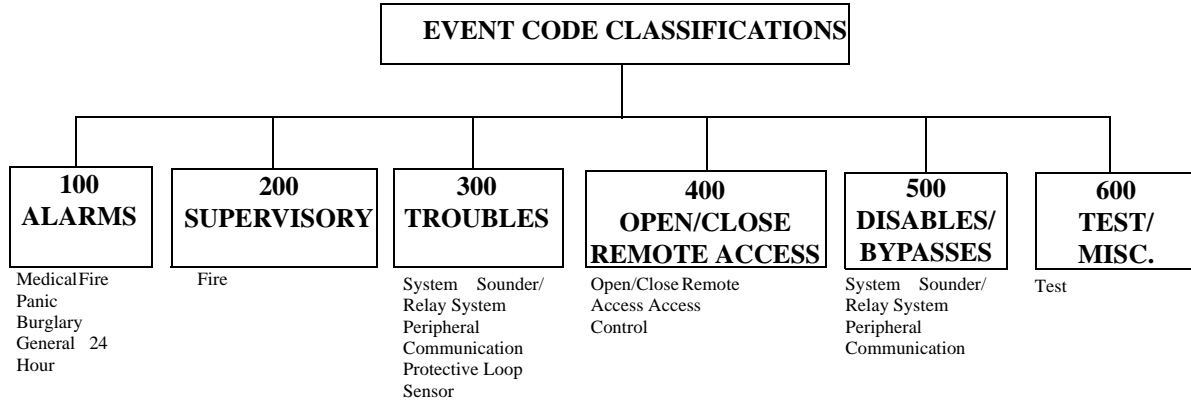 EVENT CODE CLASSIFICATIONS
100
ALARMS
Medical Fire
Panic
Burglary
General 24
Hour
200
SUPERVISORY
Fire
300
TROUBLES
System Sounder/
Relay System
Peripheral
Communication
Protective Loop
Sensor
400
OPEN/CLOSE
REMOTE ACCESS
Open/Close Remote
Access Access
Control
500
DISABLES/
BYPASSES
System Sounder/
Relay System
Peripheral
Communication
600
TEST/
MISC.
Test